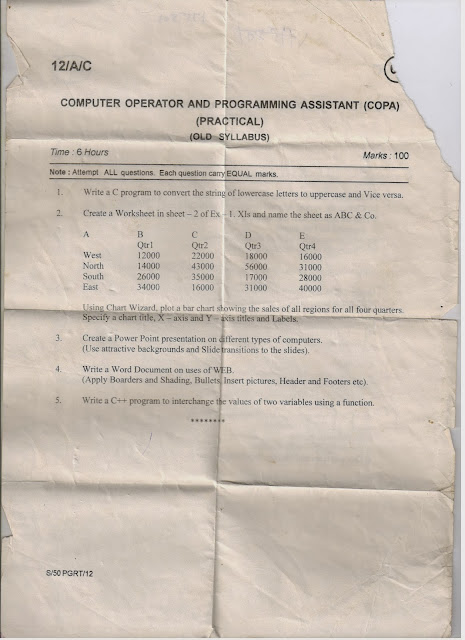 12/A/C
COMPUTER OPERATOR AND PROGRAMMING ASSISTANT (COPA)
(PRACTICAL)
(OLD SYLLABUS)
Time : 6 Hours Marks : 100
Note : Attempt ALL questions. Each question carry EQUAL marks.
1. Write a C program to convert the string of lowercase letters to uppercase and Vice versa.
2. Create a Worksheet in sheet – 2 of Ex – 1. Xls and name the sheet as ABC & Co.
A B C D E
Qtr1 Qtr2 Qtr3 Qtr4
West 12000 22000 18000 16000
North 14000 43000 56000 31000
South 26000 35000 17000 28000
East 34000 16000 31000 40000
Using Chart Wizard, plot a bar chart showing the sales of all regions for all four quarters.
Specify a chart title, X – axis and Y – axis titles and Labels.
3. Create a Power Point presentation on different types of computers.
(Use attractive backgrounds and Slide transitions to the slides).
4. Write a Word Document on uses of WEB.
(Apply Boarders and Shading, Bullets, Insert pictures, Header and Footers etc).
5. Write a C++ program to interchange the values of two variables using a function.
********
S/50 PGRT/12